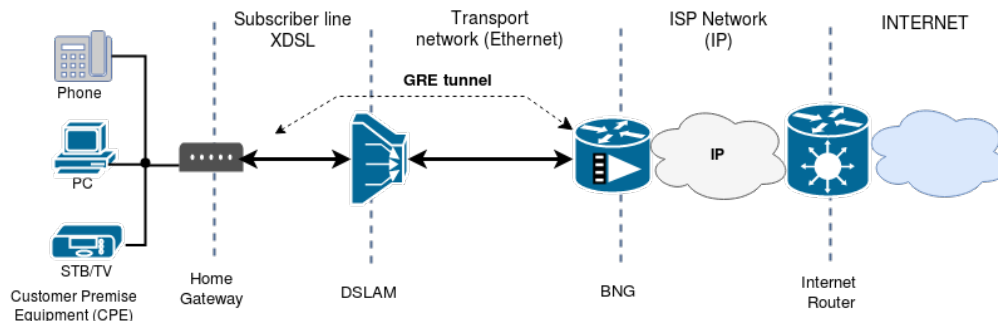 Subscriber line
XDSL
Transport
network (Ethernet)
ISP Network
(IP)
INTERNET
GRE tunnel
Phone
PC
IP
STB/TV
Customer Premise
Equipment (CPE)
Home
Gateway
DSLAM
BNG
Internet
Router